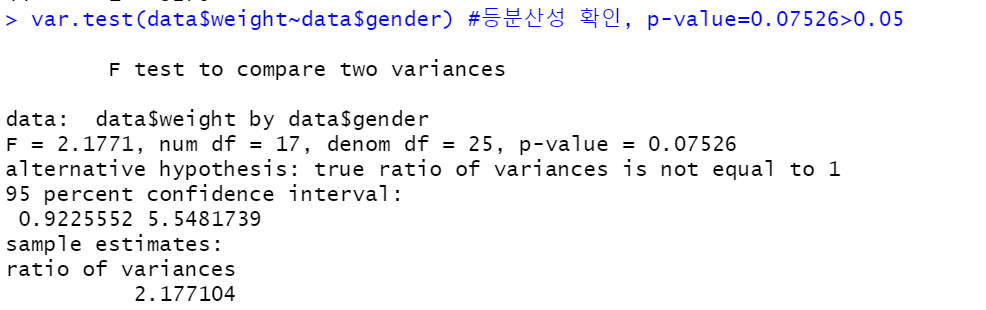 > var.test(data$weight~data$gender) #등분산성 확인, p-value=0.07526>0.05
F test to compare two variances
data:  data$weight by data$gender
F = 2.1771, num df = 17, denom df = 25, p-value = 0.07526
alternative hypothesis: true ratio of variances is not equal to 1
95 percent confidence interval:
 0.9225552 5.5481739
sample estimates:
ratio of variances
          2.177104